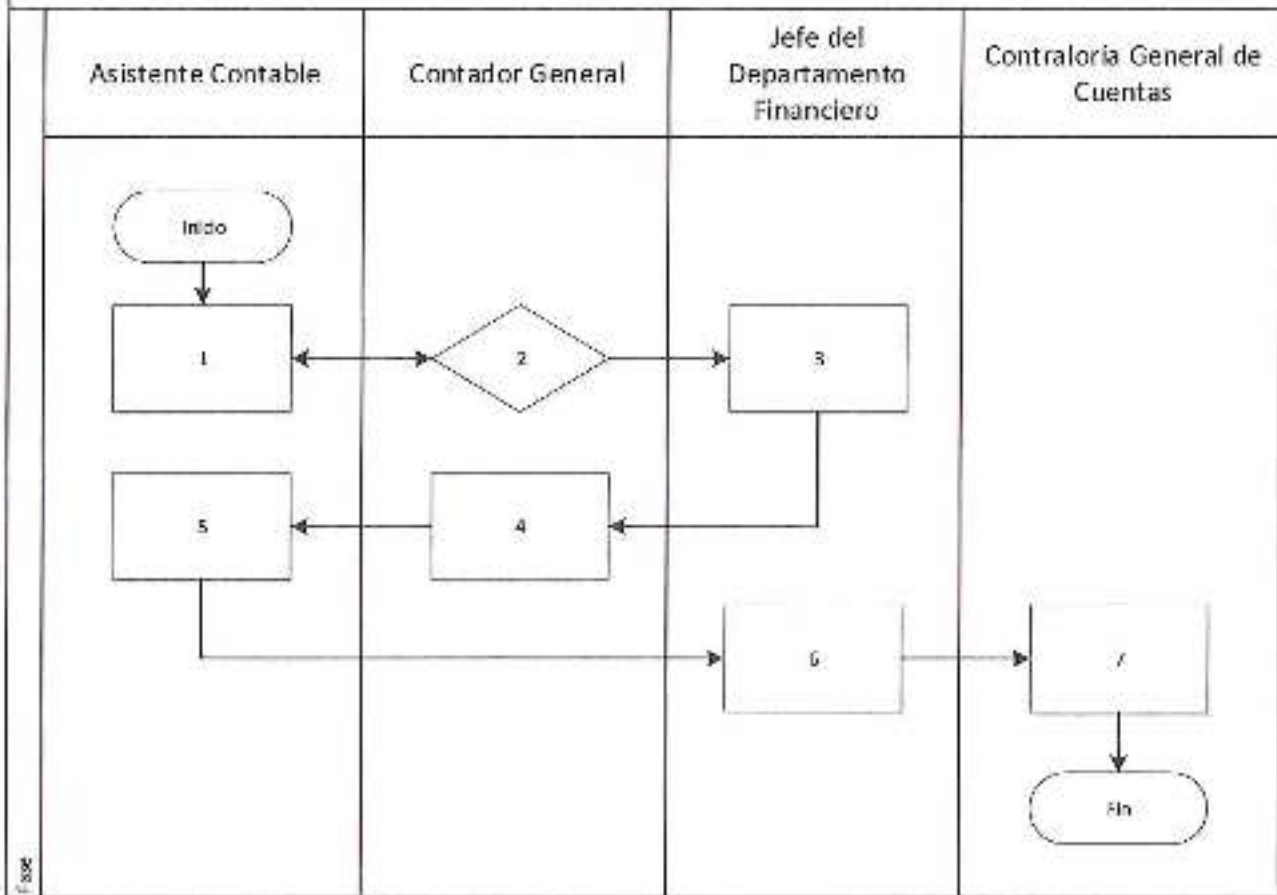 Asistente Contable
Contador General
Jefe del
Departamento
Financiero
Contraloría General de
Cuentas
Inicio
1
2
3
5
4
6
7
Fin
Fase